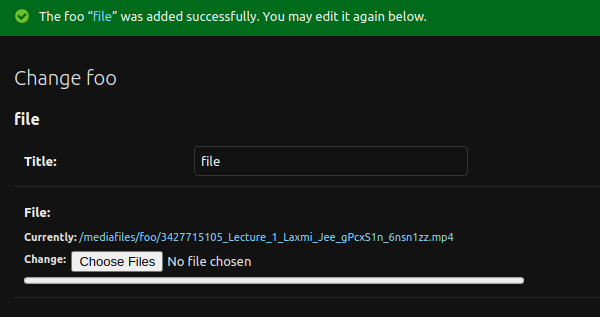 The foo “file” was added successfully. You may edit it again below.
Change foo
file
Title: file
File:
Currently: /mediafiles/foo/3427715105_Lecture_1_Laxmi_Jee_gPcxS1n_6nsn1zz.mp4
Change: Choose Files No file chosen